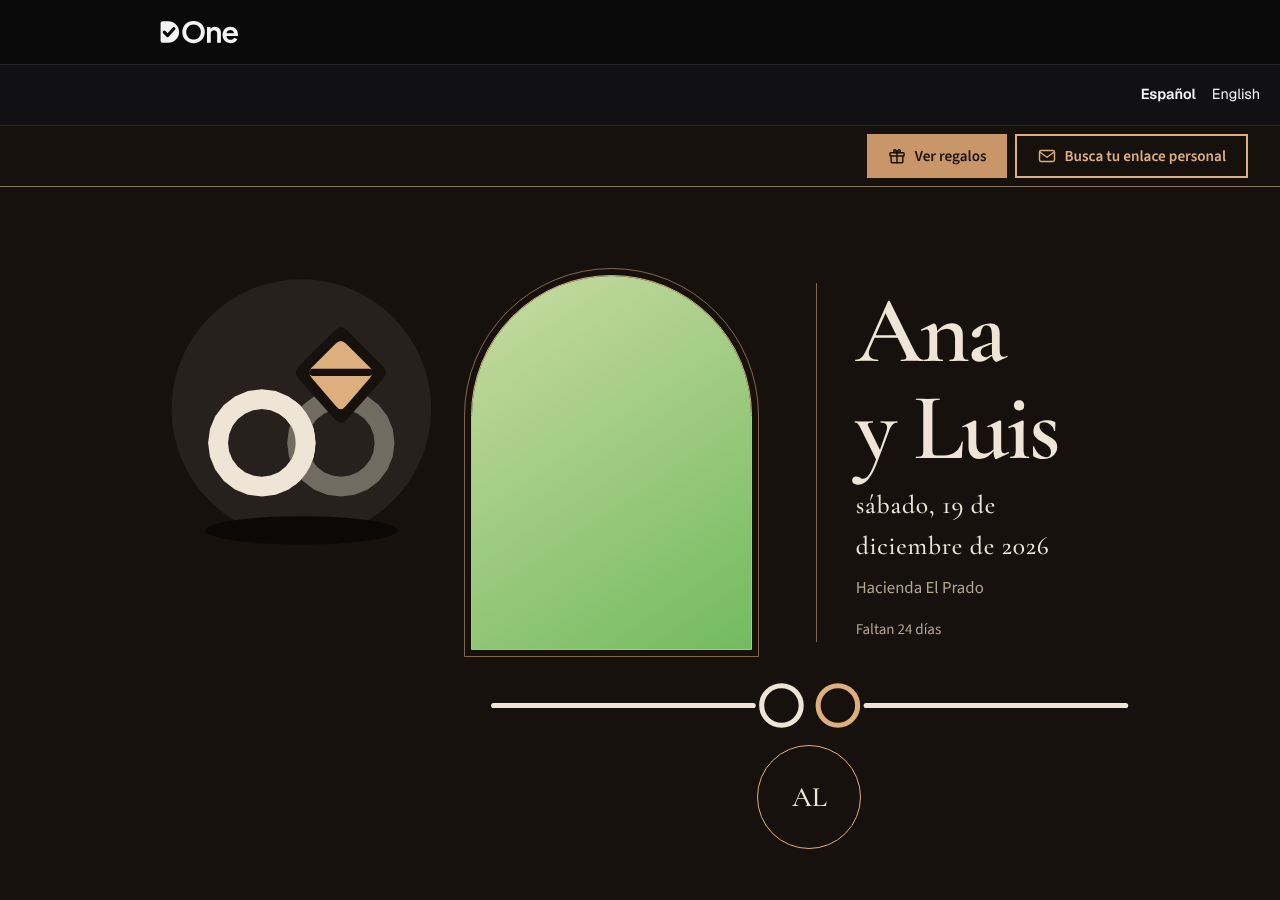 One
Español English
Ver regalos Busca tu enlace personal
Ana
y Luis
sábado, 19 de
diciembre de 2026
Hacienda El Prado
Faltan 24 días
AL